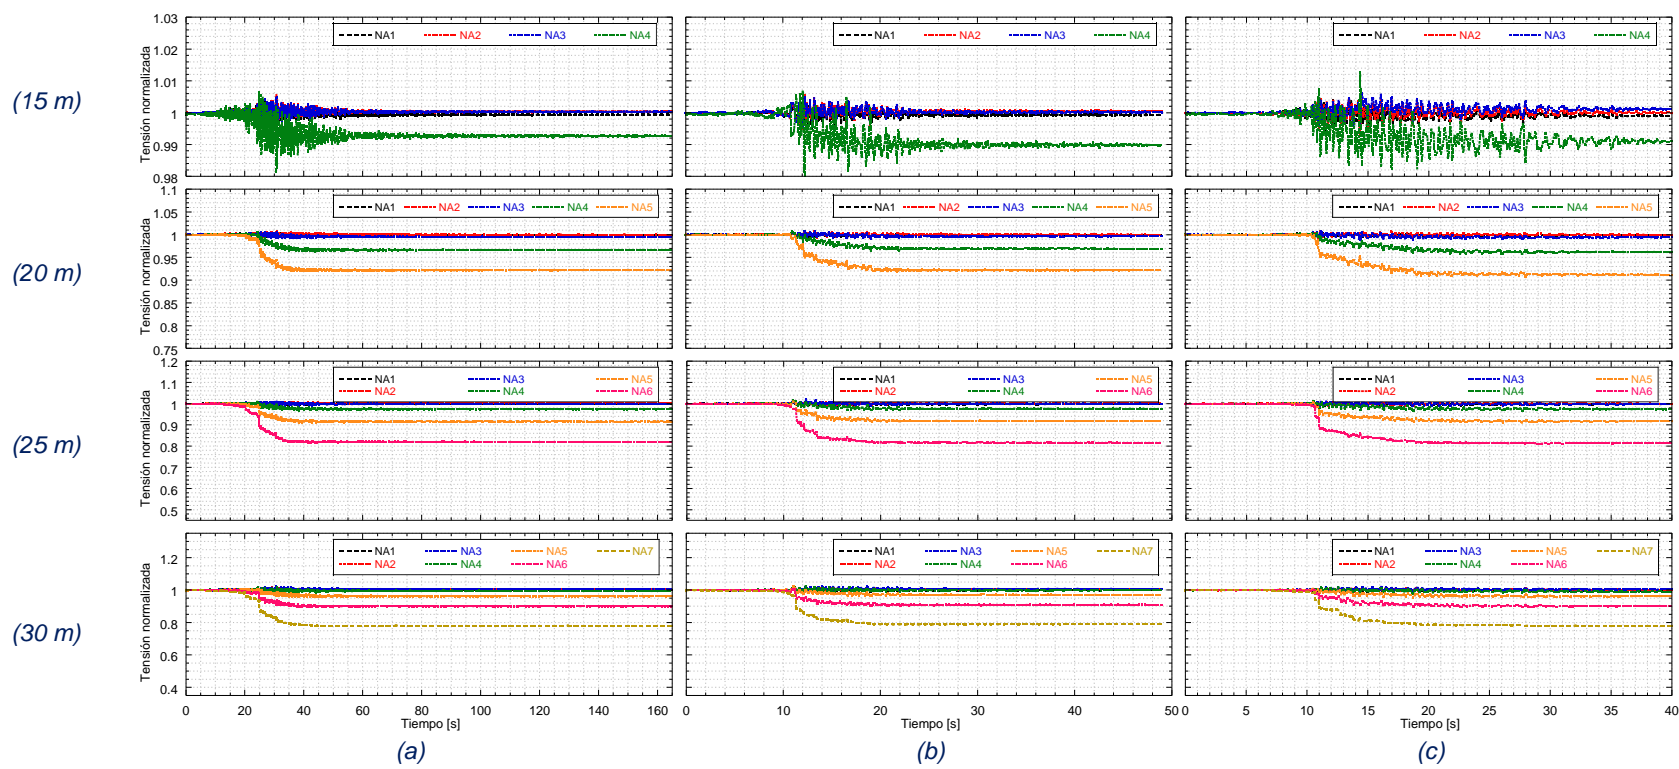 1.03
1.02
1.01
1
0.99
0.98
Tensión normalizada
NA1 NA2 NA3 NA4
NA1 NA2 NA3 NA4
NA1 NA2 NA3 NA4
(15 m)
1.1
1.05
1
0.95
0.9
0.85
0.8
0.75
Tensión normalizada
NA1 NA2 NA3 NA4 NA5
NA1 NA2 NA3 NA4 NA5
NA1 NA2 NA3 NA4 NA5
(20 m)
1.2
1.1
1
0.9
0.8
0.7
0.6
0.5
Tensión normalizada
NA1 NA3 NA5
NA2 NA4 NA6
NA1 NA3 NA5
NA2 NA4 NA6
NA1 NA3 NA5
NA2 NA4 NA6
(25 m)
1.2
1
0.8
0.6
0.4
Tensión normalizada
NA1 NA3 NA5 NA7
NA2 NA4 NA6
NA1 NA3 NA5 NA7
NA2 NA4 NA6
NA1 NA3 NA5 NA7
NA2 NA4 NA6
(30 m)
0 20 40 60 80 100 120 140 160
0 10 20 30 40 50
0 5 10 15 20 25 30 35 40
Tiempo [s] Tiempo [s] Tiempo [s]
(a) (b) (c)